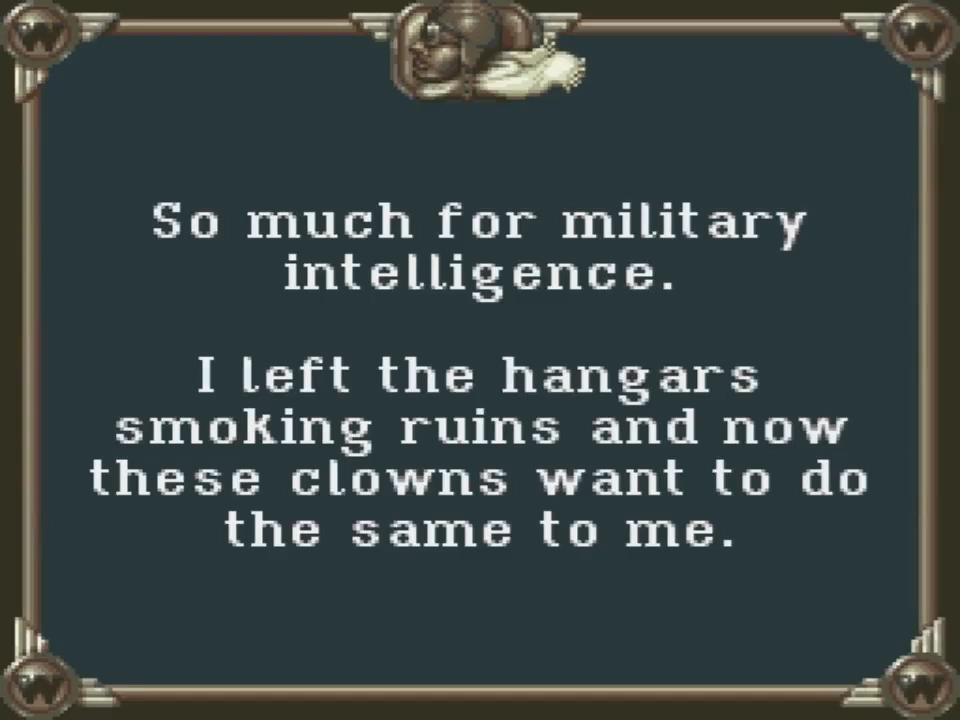 W W
So much for military
intelligence.
I left the hangars
smoking ruins and now
these clowns want to do
the same to me.
W W